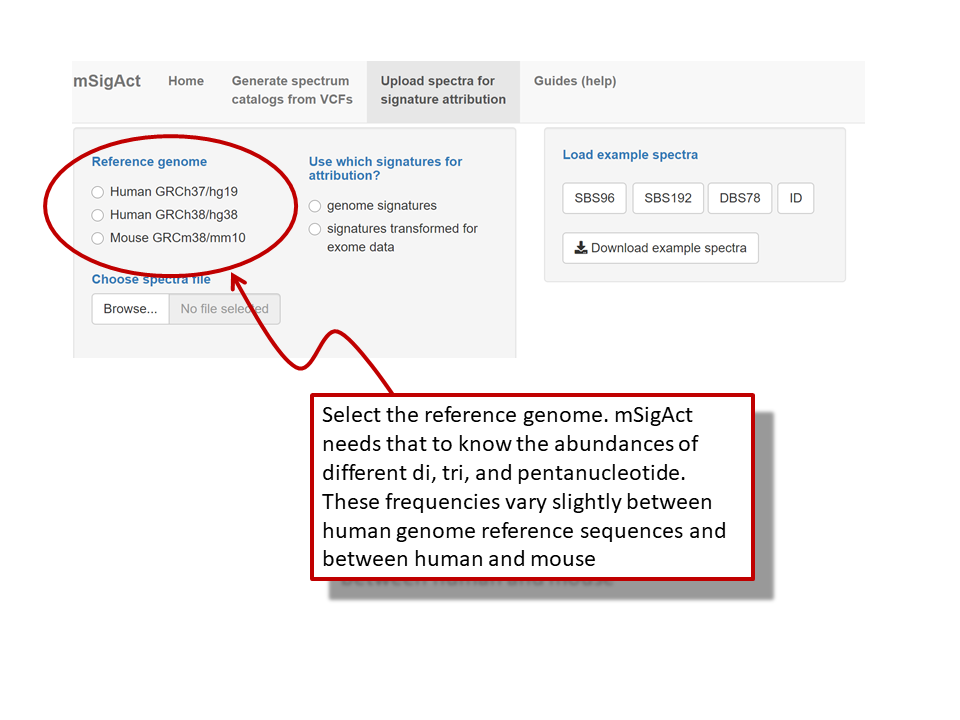 mSigAct
Home
Generate spectrum
catalogs from VCFs
Upload spectra for
signature attribution
Guides (help)
Reference genome
Human GRCh37/hg19
Human GRCh38/hg38
Mouse GRCm38/mm10
Use which signatures for
attribution?
genome signatures
signatures transformed for
exome data
Choose spectra file
Browse...
No file selected
Load example spectra
SBS96
SBS192
DBS78
ID
Download example spectra
Select the reference genome. mSigAct
needs that to know the abundances of
different di, tri, and pentanucleotide.
These frequencies vary slightly between
human genome reference sequences and
between human and mouse